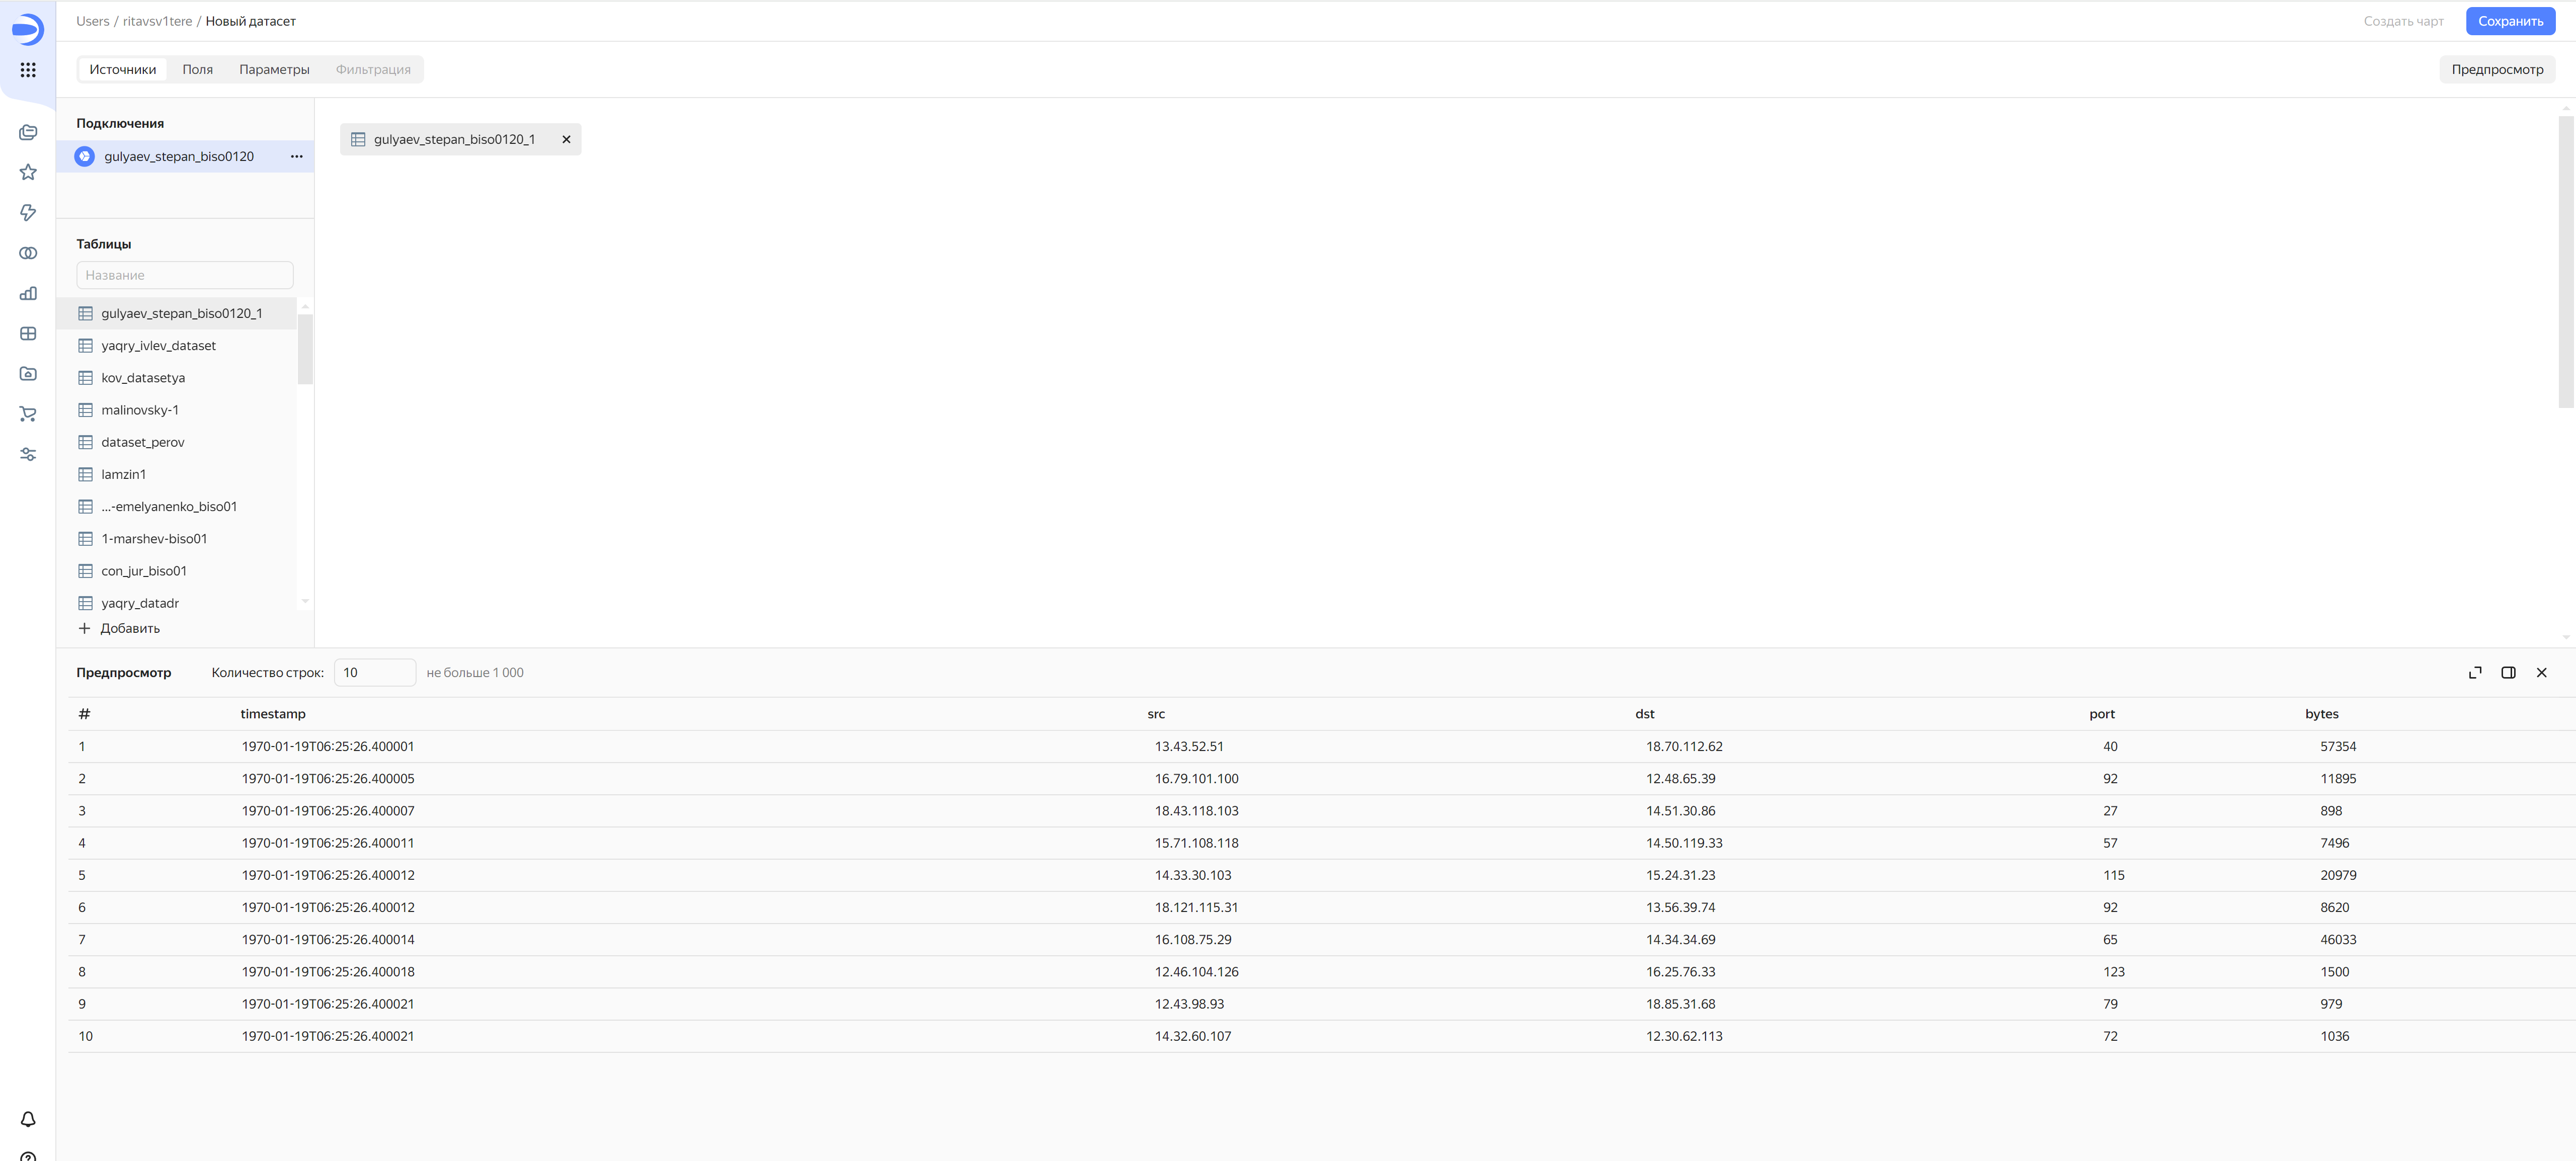 Users / ritavsv1tere / Новый датасет
Создать чарт
Сохранить
Источники
Поля
Параметры
Фильтрация
Предпросмотр
Подключения
gulyaev_stepan_biso0120
gulyaev_stepan_biso0120_1
Таблицы
Название
gulyaev_stepan_biso0120_1
yaqry_ivlev_dataset
kov_datasetya
malinovsky-1
dataset_perov
lamzin1
...-emelyanenko_biso01
1-marshev-biso01
con_jur_biso01
yaqry_datadr
Добавить
Предпросмотр Количество строк: 10 не больше 1 000
# timestamp src dst port bytes
1 1970-01-19T06:25:26.400001 13.43.52.51 18.70.112.62 40 57354
2 1970-01-19T06:25:26.400005 16.79.101.100 12.48.65.39 92 11895
3 1970-01-19T06:25:26.400007 18.43.118.103 14.51.30.86 27 898
4 1970-01-19T06:25:26.400011 15.71.108.118 14.50.119.33 57 7496
5 1970-01-19T06:25:26.400012 14.33.30.103 15.24.31.23 115 20979
6 1970-01-19T06:25:26.400012 18.121.115.31 13.56.39.74 92 8620
7 1970-01-19T06:25:26.400014 16.108.75.29 14.34.34.69 65 46033
8 1970-01-19T06:25:26.400018 12.46.104.126 16.25.76.33 123 1500
9 1970-01-19T06:25:26.400021 12.43.98.93 18.85.31.68 79 979
10 1970-01-19T06:25:26.400021 14.32.60.107 12.30.62.113 72 1036